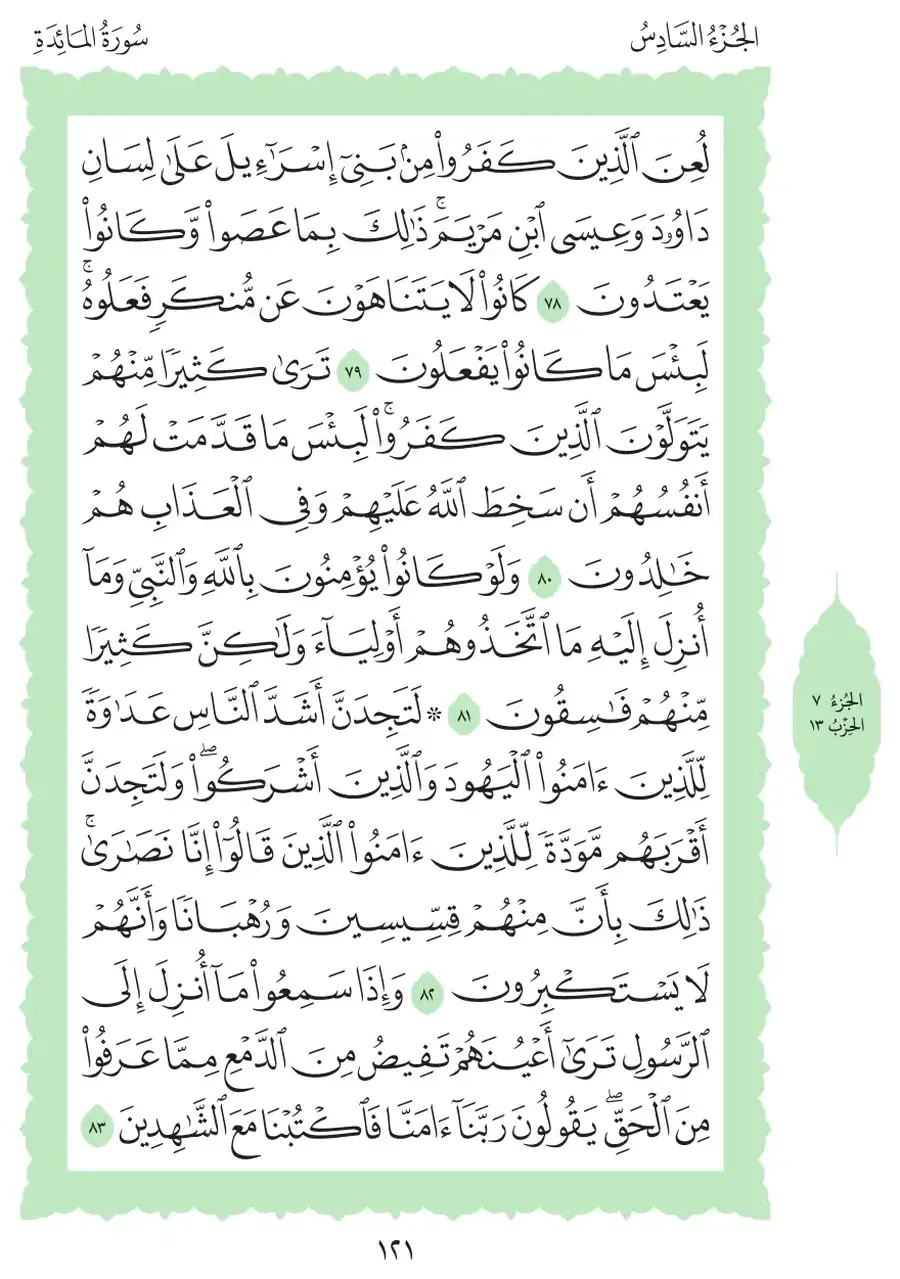 الجُزْءُ السَّادِسُ
سُورَةُ المَائِدَةِ
لُعِنَ ٱلَّذِينَ كَفَرُوا۟ مِنۢ بَنِىٓ إِسْرَٰٓءِيلَ عَلَىٰ لِسَانِ
دَاوُۥدَ وَعِيسَى ٱبْنِ مَرْيَمَ ۚ ذَٰلِكَ بِمَا عَصَوا۟ وَّكَانُوا۟
يَعْتَدُونَ ٧٨ كَانُوا۟ لَا يَتَنَاهَوْنَ عَن مُّنكَرٍ فَعَلُوهُ ۚ
لَبِئْسَ مَا كَانُوا۟ يَفْعَلُونَ ٧٩ تَرَىٰ كَثِيرًا مِّنْهُمْ
يَتَوَلَّوْنَ ٱلَّذِينَ كَفَرُوا۟ ۚ لَبِئْسَ مَا قَدَّمَتْ لَهُمْ
أَنفُسُهُمْ أَن سَخِطَ ٱللَّهُ عَلَيْهِمْ وَفِى ٱلْعَذَابِ هُمْ
خَٰلِدُونَ ٨٠ وَلَوْ كَانُوا۟ يُؤْمِنُونَ بِٱللَّهِ وَٱلنَّبِىِّ وَمَآ
أُنزِلَ إِلَيْهِ مَا ٱتَّخَذُوهُمْ أَوْلِيَآءَ وَلَٰكِنَّ كَثِيرًا
مِّنْهُمْ فَٰسِقُونَ ٨١ * لَتَجِدَنَّ أَشَدَّ ٱلنَّاسِ عَدَٰوَةً
لِّلَّذِينَ ءَامَنُوا۟ ٱلْيَهُودَ وَٱلَّذِينَ أَشْرَكُوا۟ ۖ وَلَتَجِدَنَّ
أَقْرَبَهُم مَّوَدَّةً لِّلَّذِينَ ءَامَنُوا۟ ٱلَّذِينَ قَالُوٓا۟ إِنَّا نَصَٰرَىٰ ۚ
ذَٰلِكَ بِأَنَّ مِنْهُمْ قِسِّيسِينَ وَرُهْبَانًا وَأَنَّهُمْ
لَا يَسْتَكْبِرُونَ ٨٢ وَإِذَا سَمِعُوا۟ مَآ أُنزِلَ إِلَى
ٱلرَّسُولِ تَرَىٰٓ أَعْيُنَهُمْ تَفِيضُ مِنَ ٱلدَّمْعِ مِمَّا عَرَفُوا۟
مِنَ ٱلْحَقِّ ۖ يَقُولُونَ رَبَّنَآ ءَامَنَّا فَٱكْتُبْنَا مَعَ ٱلشَّٰهِدِينَ ٨٣
الجُزءُ ٧
الحِزْبُ ١٣
١٢١